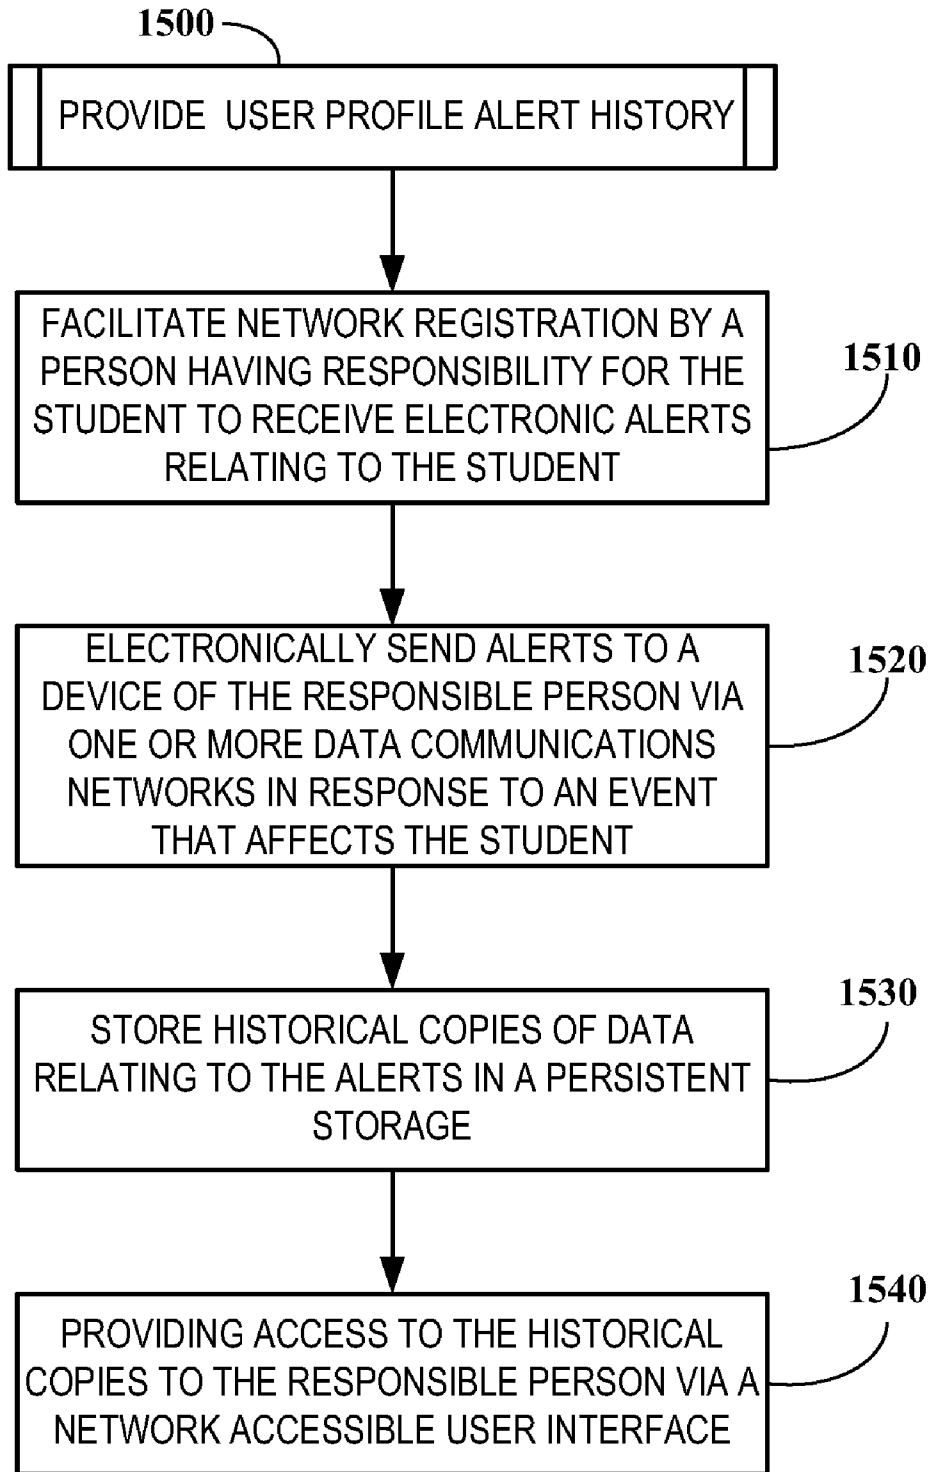 1500
PROVIDE USER PROFILE ALERT HISTORY
FACILITATE NETWORK REGISTRATION BY A
PERSON HAVING RESPONSIBILITY FOR THE
STUDENT TO RECEIVE ELECTRONIC ALERTS
RELATING TO THE STUDENT
1510
ELECTRONICALLY SEND ALERTS TO A
DEVICE OF THE RESPONSIBLE PERSON VIA
ONE OR MORE DATA COMMUNICATIONS
NETWORKS IN RESPONSE TO AN EVENT
THAT AFFECTS THE STUDENT
1520
STORE HISTORICAL COPIES OF DATA
RELATING TO THE ALERTS IN A PERSISTENT
STORAGE
1530
PROVIDING ACCESS TO THE HISTORICAL
COPIES TO THE RESPONSIBLE PERSON VIA A
NETWORK ACCESSIBLE USER INTERFACE
1540